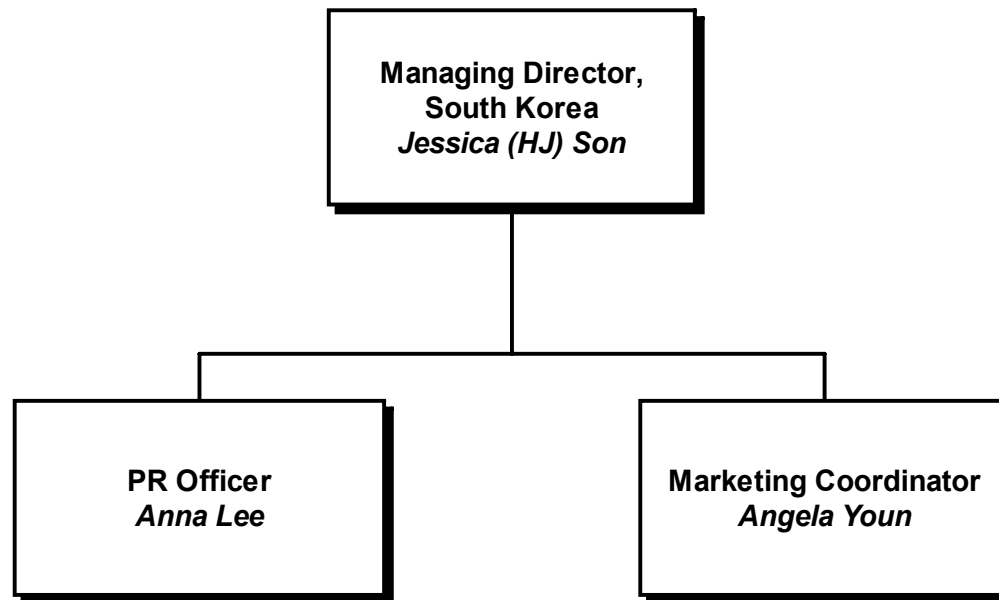 Managing Director,
South Korea
Jessica (HJ) Son
PR Officer
Anna Lee
Marketing Coordinator
Angela Youn